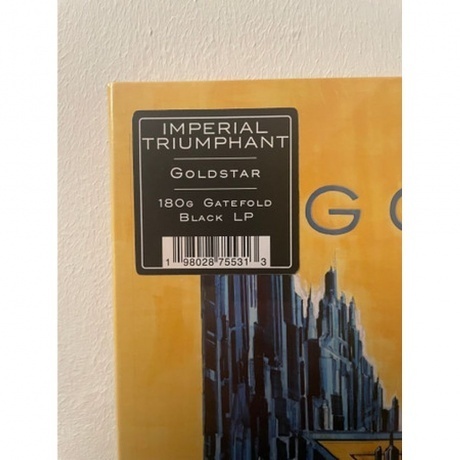 IMPERIAL
TRIUMPHANT
GOLDSTAR
180G GATEFOLD
BLACK LP
1 98028 75531 3
G